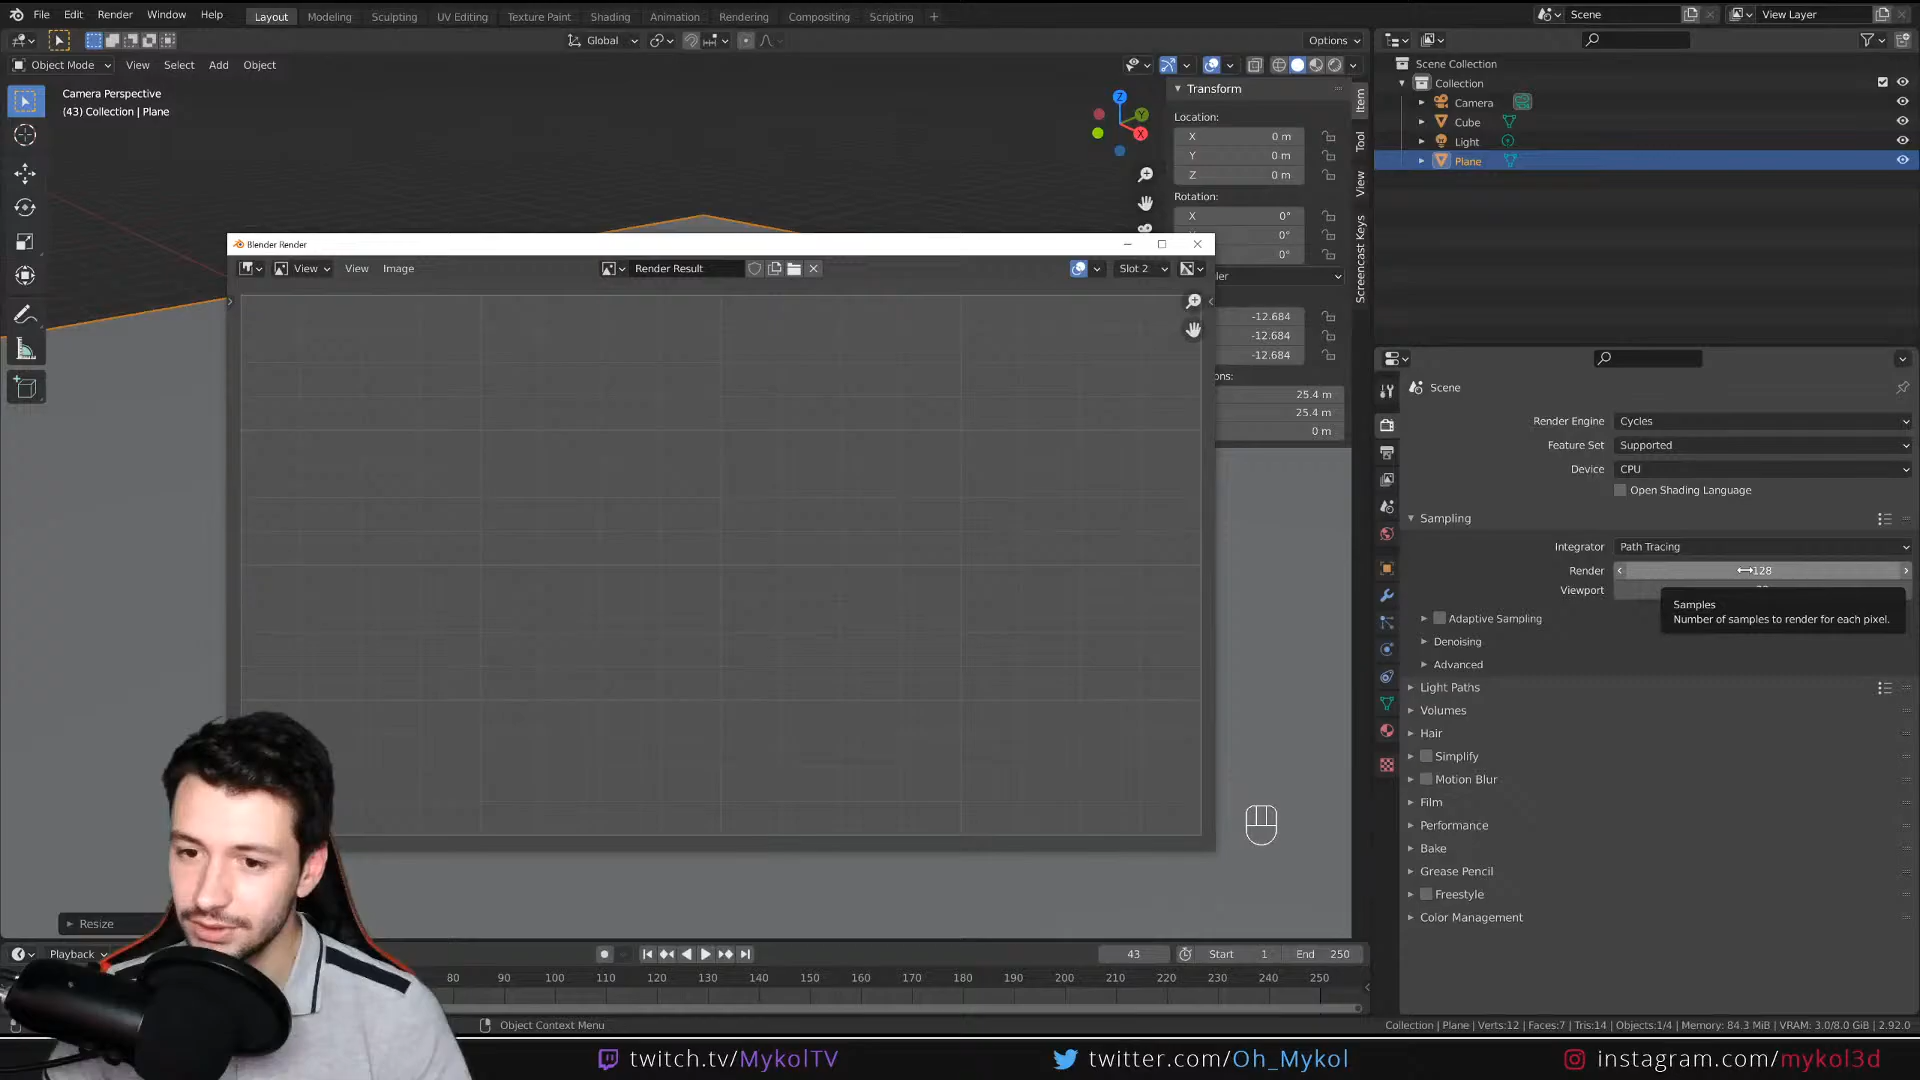 File Edit Render Window Help Layout Modeling Sculpting UV Editing Texture Paint Shading Animation Rendering Compositing Scripting + Scene View Layer
Global Options
Object Mode View Select Add Object
Camera Perspective
(43) Collection | Plane
Transform
Location:
X 0 m
Y 0 m
Z 0 m
Rotation:
X 0°
0°
0°
ler
-12.684
-12.684
-12.684
ons:
25.4 m
25.4 m
0 m
Item
Tool
View
Screencast Keys
Blender Render
View View Image Render Result Slot 2
Scene Collection
Collection
Camera
Cube
Light
Plane
Scene
Render Engine Cycles
Feature Set Supported
Device CPU
Open Shading Language
Sampling
Integrator Path Tracing
Render 128
Viewport
Samples
Number of samples to render for each pixel.
Adaptive Sampling
Denoising
Advanced
Light Paths
Volumes
Hair
Simplify
Motion Blur
Film
Performance
Bake
Grease Pencil
Freestyle
Color Management
Resize
Playback 43 Start 1 End 250
80 90 100 110 120 130 140 150 160 170 180 190 200 210 220 230 240 250
Object Context Menu
Collection | Plane | Verts:12 | Faces:7 | Tris:14 | Objects:1/4 | Memory: 84.3 MiB | VRAM: 3.0/8.0 GiB | 2.92.0
twitch.tv/MykolTV twitter.com/Oh_Mykol instagram.com/mykol3d